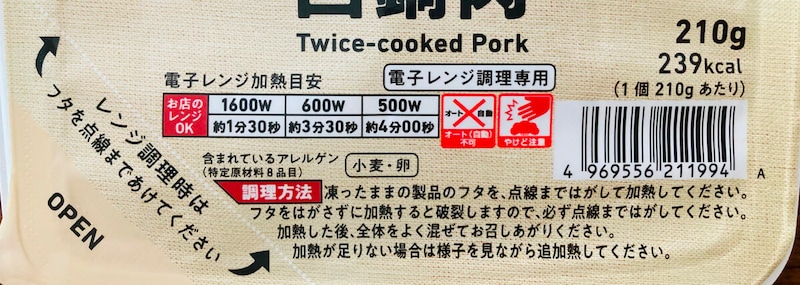 回鍋肉
Twice-cooked Pork
210g
239kcal
(1個 210gあたり)
電子レンジ加熱目安
電子レンジ調理専用
お店の
レンジ
OK
1600W 600W 500W
約1分30秒 約3分30秒 約4分00秒
オート 自動
オート(自動)
不可
やけど注意
4 969556 211994 A
含まれているアレルゲン
(特定原材料8品目)
小麦・卵
調理方法 凍ったままの製品のフタを、点線まではがして加熱してください。
フタをはがさずに加熱すると破裂しますので、必ず点線まではがしてください。
加熱した後、全体をよく混ぜてお召しあがりください。
加熱が足りない場合は様子を見ながら追加熱してください。
レンジ調理時は
フタを点線まであけてください
OPEN